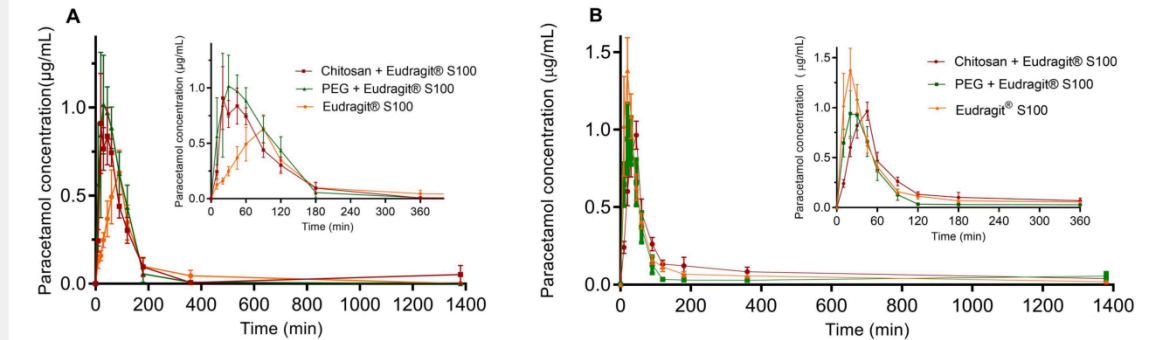 A
Paracetamol concentration(µg/mL)
1.0
0.5
0.0
0 200 400 600 800 1000 1200 1400
Time (min)
Paracetamol concentration (µg/mL)
1.0
0.5
0.0
0 60 120 180 240 300 360
Time (min)
Chitosan + Eudragit® S100
PEG + Eudragit® S100
Eudragit® S100
B
Paracetamol concentration (µg/mL)
1.5
1.0
0.5
0.0
0 200 400 600 800 1000 1200 1400
Time (min)
Paracetamol concentration ( µg/mL)
1.5
1.0
0.5
0.0
0 60 120 180 240 300 360
Time (min)
Chitosan + Eudragit® S100
PEG + Eudragit® S100
Eudragit® S100